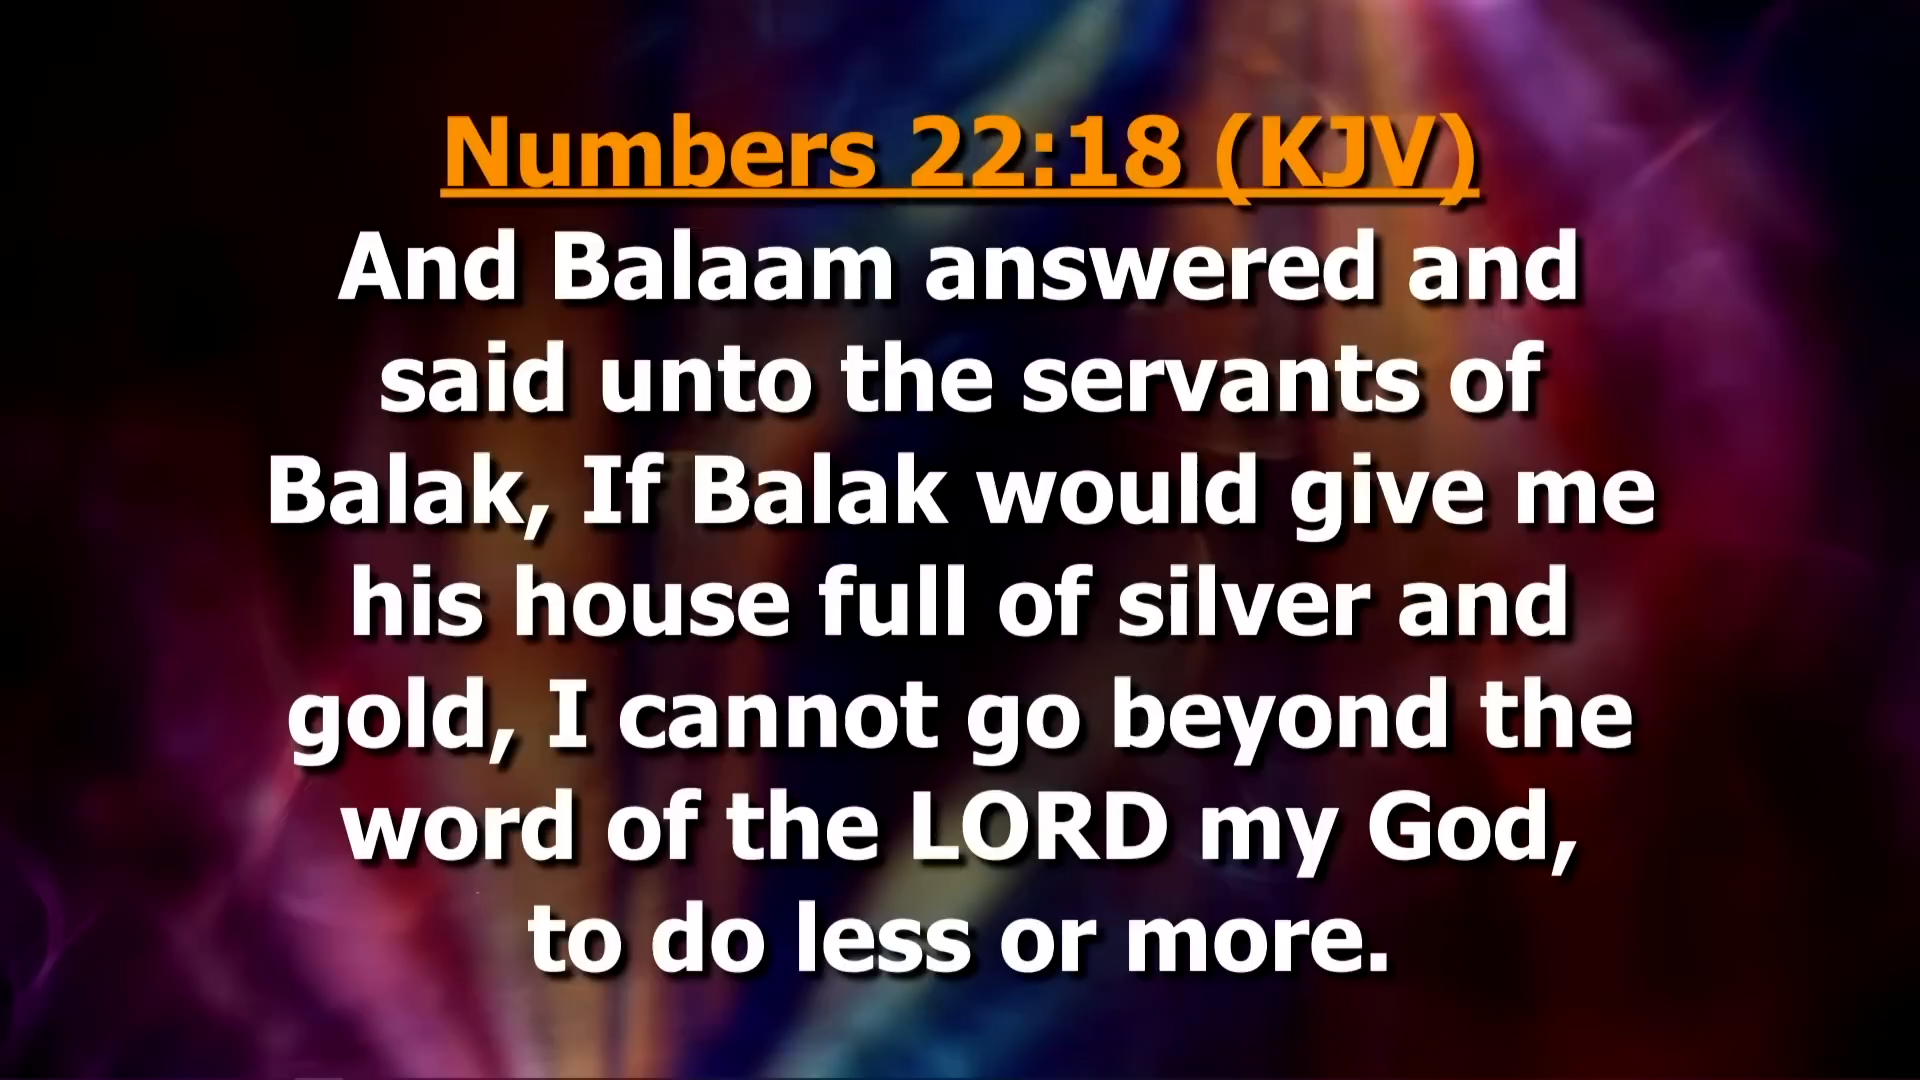 Numbers 22:18 (KJV)
And Balaam answered and
said unto the servants of
Balak, If Balak would give me
his house full of silver and
gold, I cannot go beyond the
word of the LORD my God,
to do less or more.